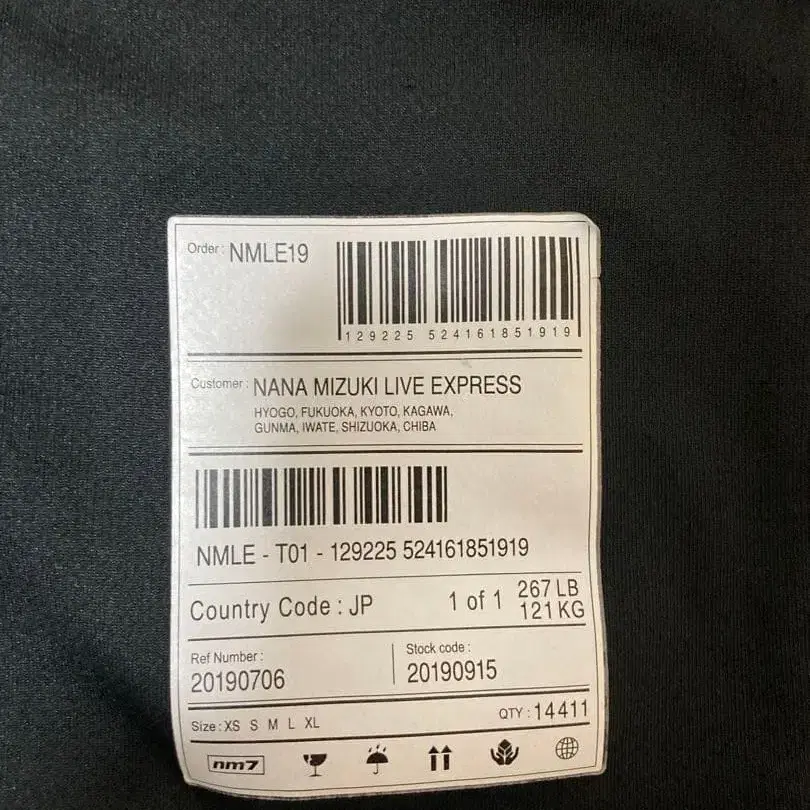 Order: NMLE19
129225 524161851919
Customer: NANA MIZUKI LIVE EXPRESS
HYOGO, FUKUOKA, KYOTO, KAGAWA,
GUNMA, IWATE, SHIZUOKA, CHIBA
NMLE - T01 - 129225 524161851919
Country Code : JP
1 of 1
267 LB
121 KG
Ref Number :
20190706
Stock code :
20190915
Size : XS S M L XL
QTY : 14411
nm7